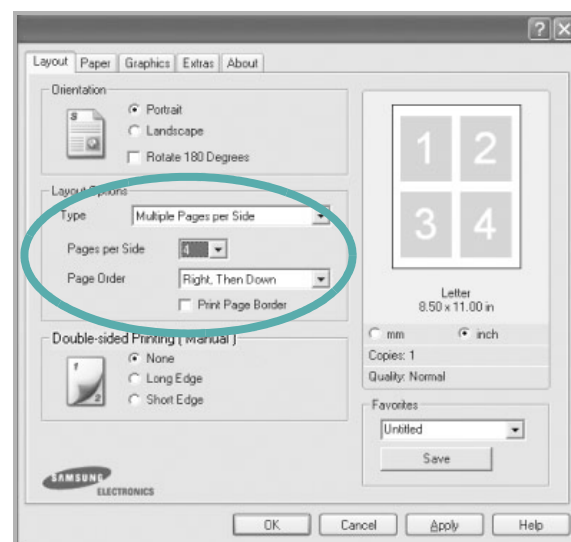 Layout Paper Graphics Extras About
Orientation
S
Portrait
Landscape
Rotate 180 Degrees
Layout Options
Type Multiple Pages per Side
Pages per Side 4
Page Order Right, Then Down
Print Page Border
Double-sided Printing ( Manual )
1
2
None
Long Edge
Short Edge
SAMSUNG
ELECTRONICS
1 2
3 4
Letter
8.50 x 11.00 in
mm inch
Copies: 1
Quality: Normal
Favorites
Untitled
Save
OK Cancel Apply Help